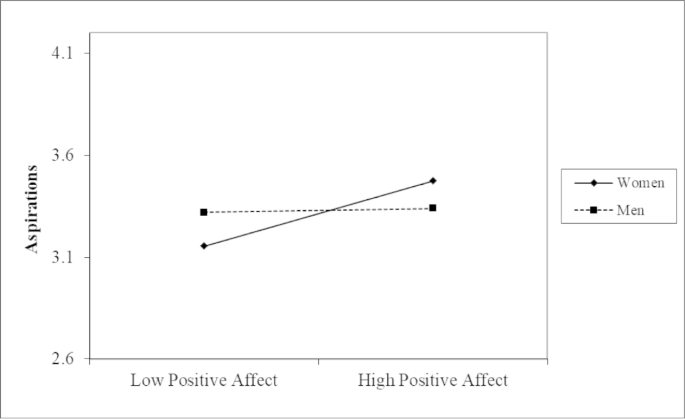 4.1
3.6
3.1
2.6
Aspirations
Low Positive Affect
High Positive Affect
Women
Men